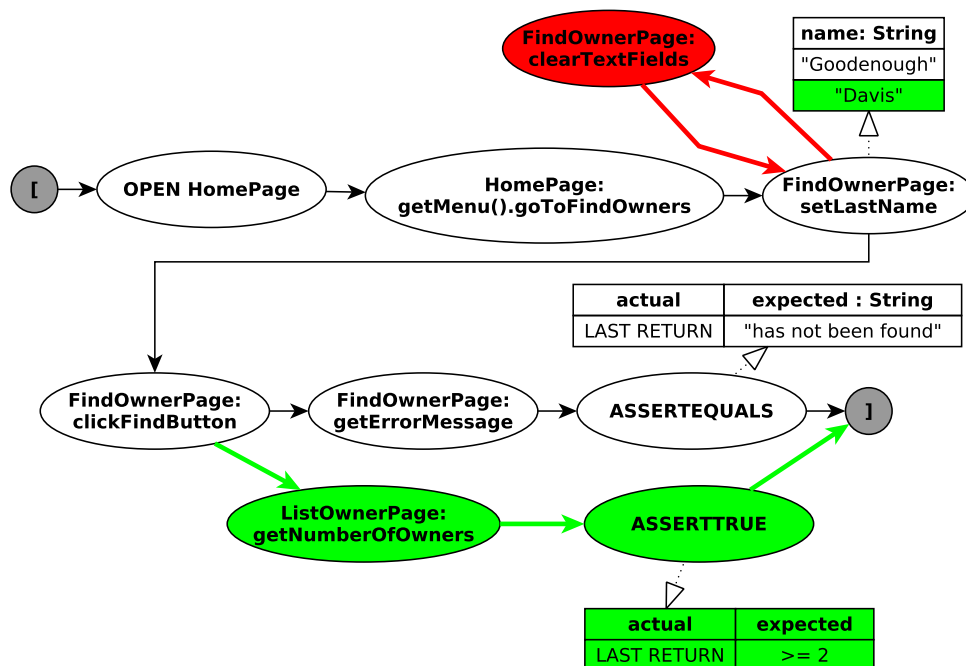 FindOwnerPage:
clearTextFields
name: String
"Goodenough"
"Davis"
[
OPEN HomePage
HomePage:
getMenu().goToFindOwners
FindOwnerPage:
setLastName
actual expected : String
LAST RETURN "has not been found"
FindOwnerPage:
clickFindButton
FindOwnerPage:
getErrorMessage
ASSERTEQUALS
]
ListOwnerPage:
getNumberOfOwners
ASSERTTRUE
actual expected
LAST RETURN >= 2